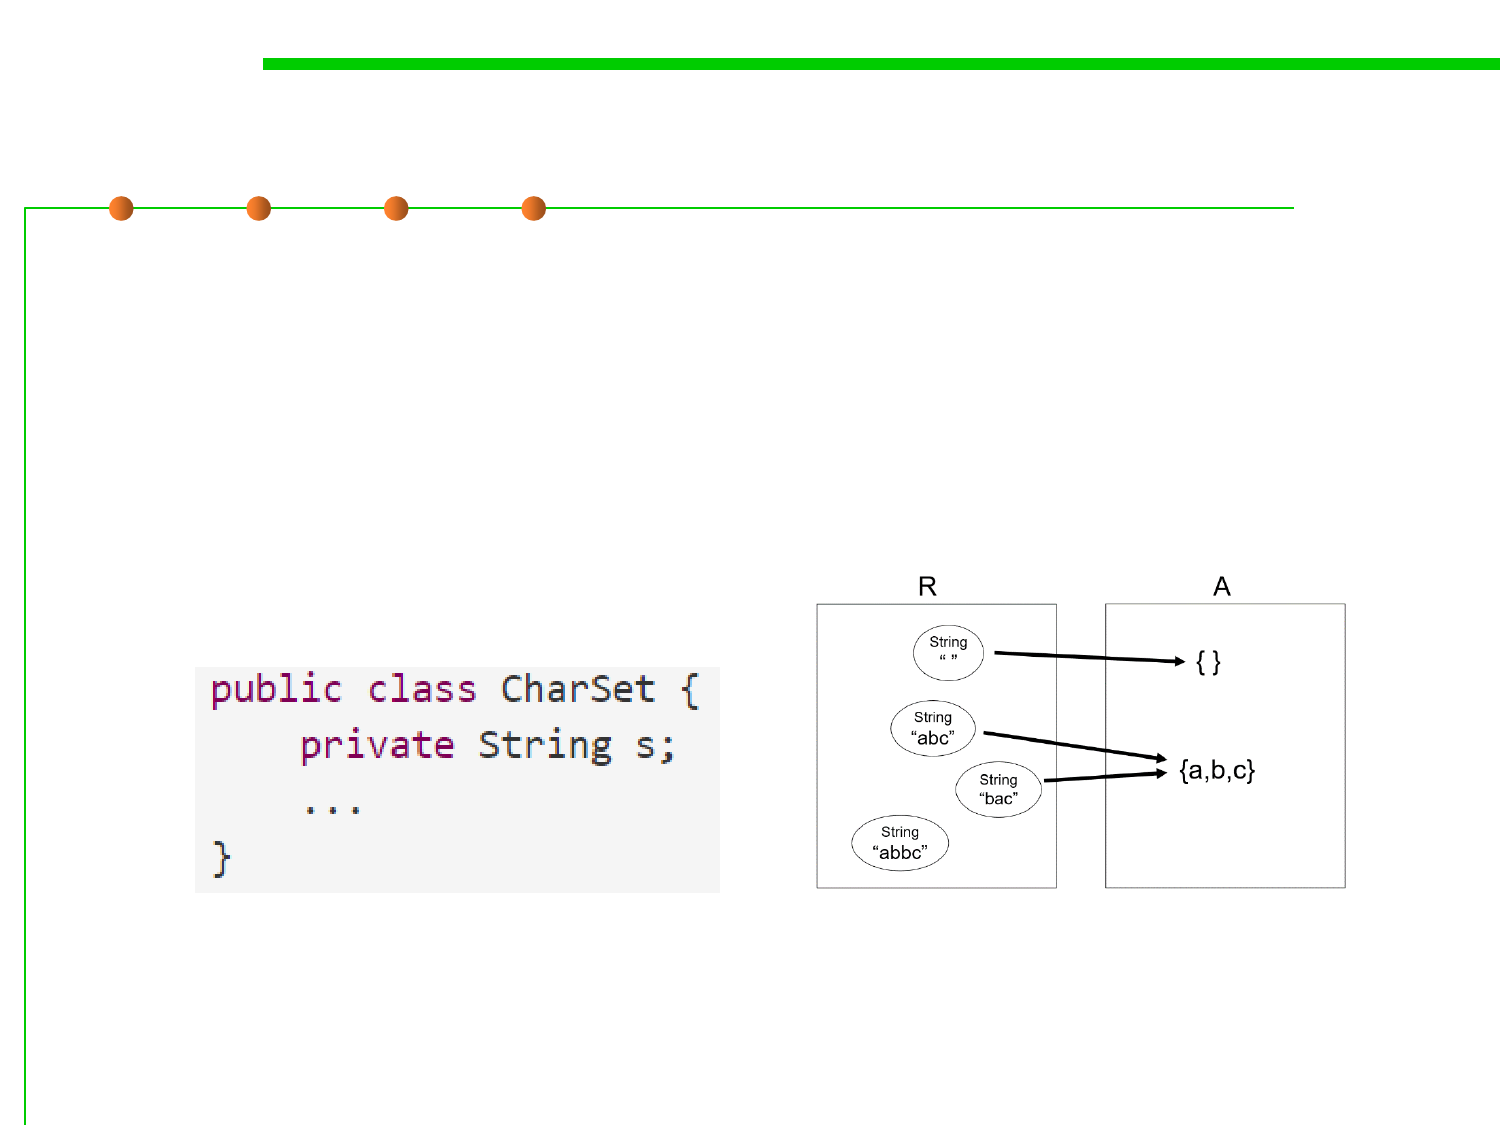 public class CharSet {
private String s;
...
}
R
A
String
“ ”
{ }
String
“abc”
{a,b,c}
String
“bac”
String
“abbc”